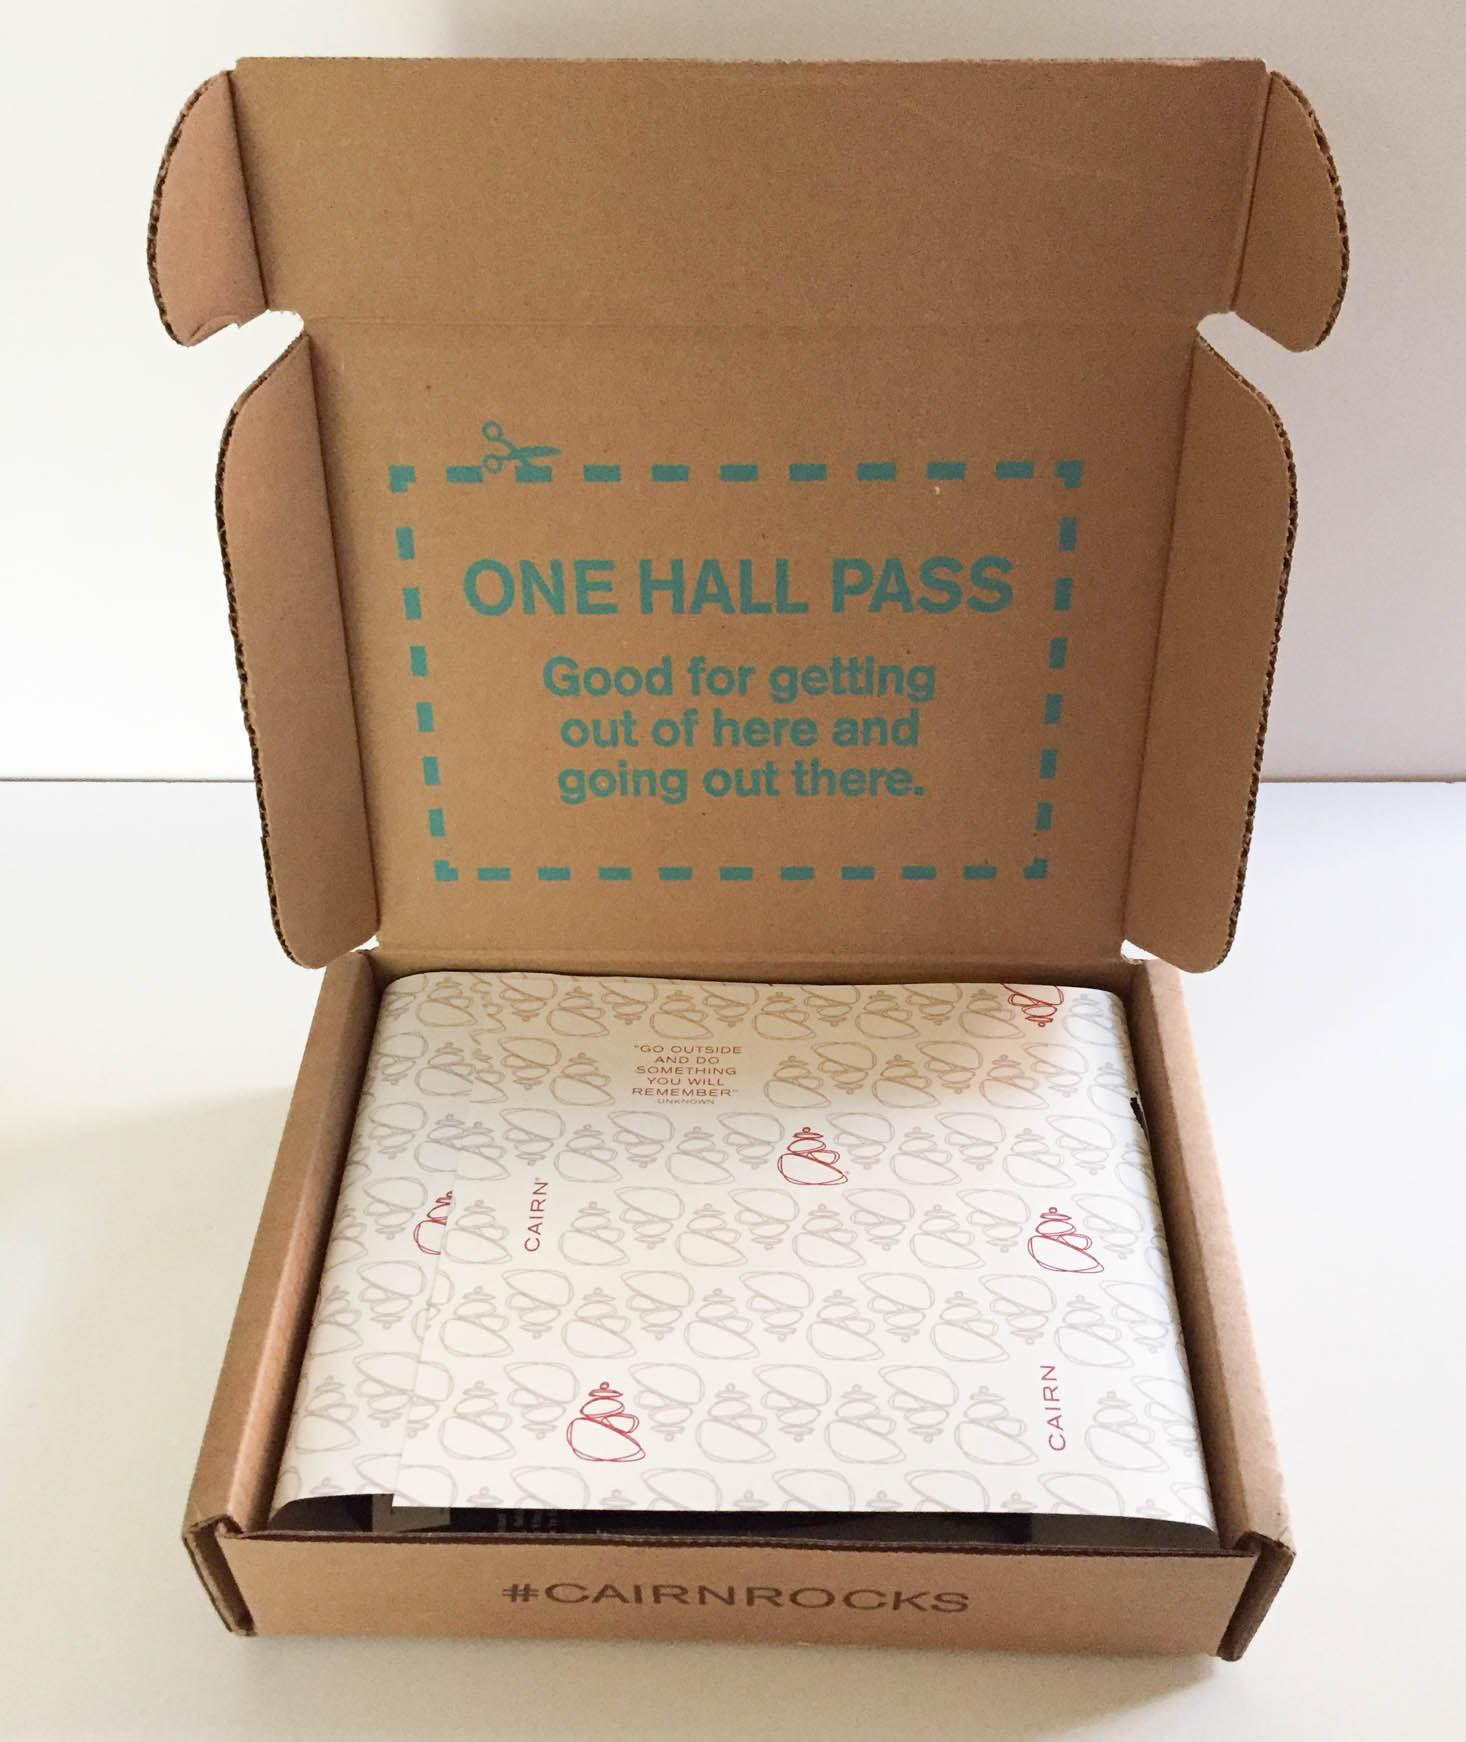 ONE HALL PASS
Good for getting
out of here and
going out there.
"GO OUTSIDE
AND DO
SOMETHING
YOU WILL
REMEMBER"
UNKNOWN
CAIRN®
CAIRN
#CAIRNROCKS